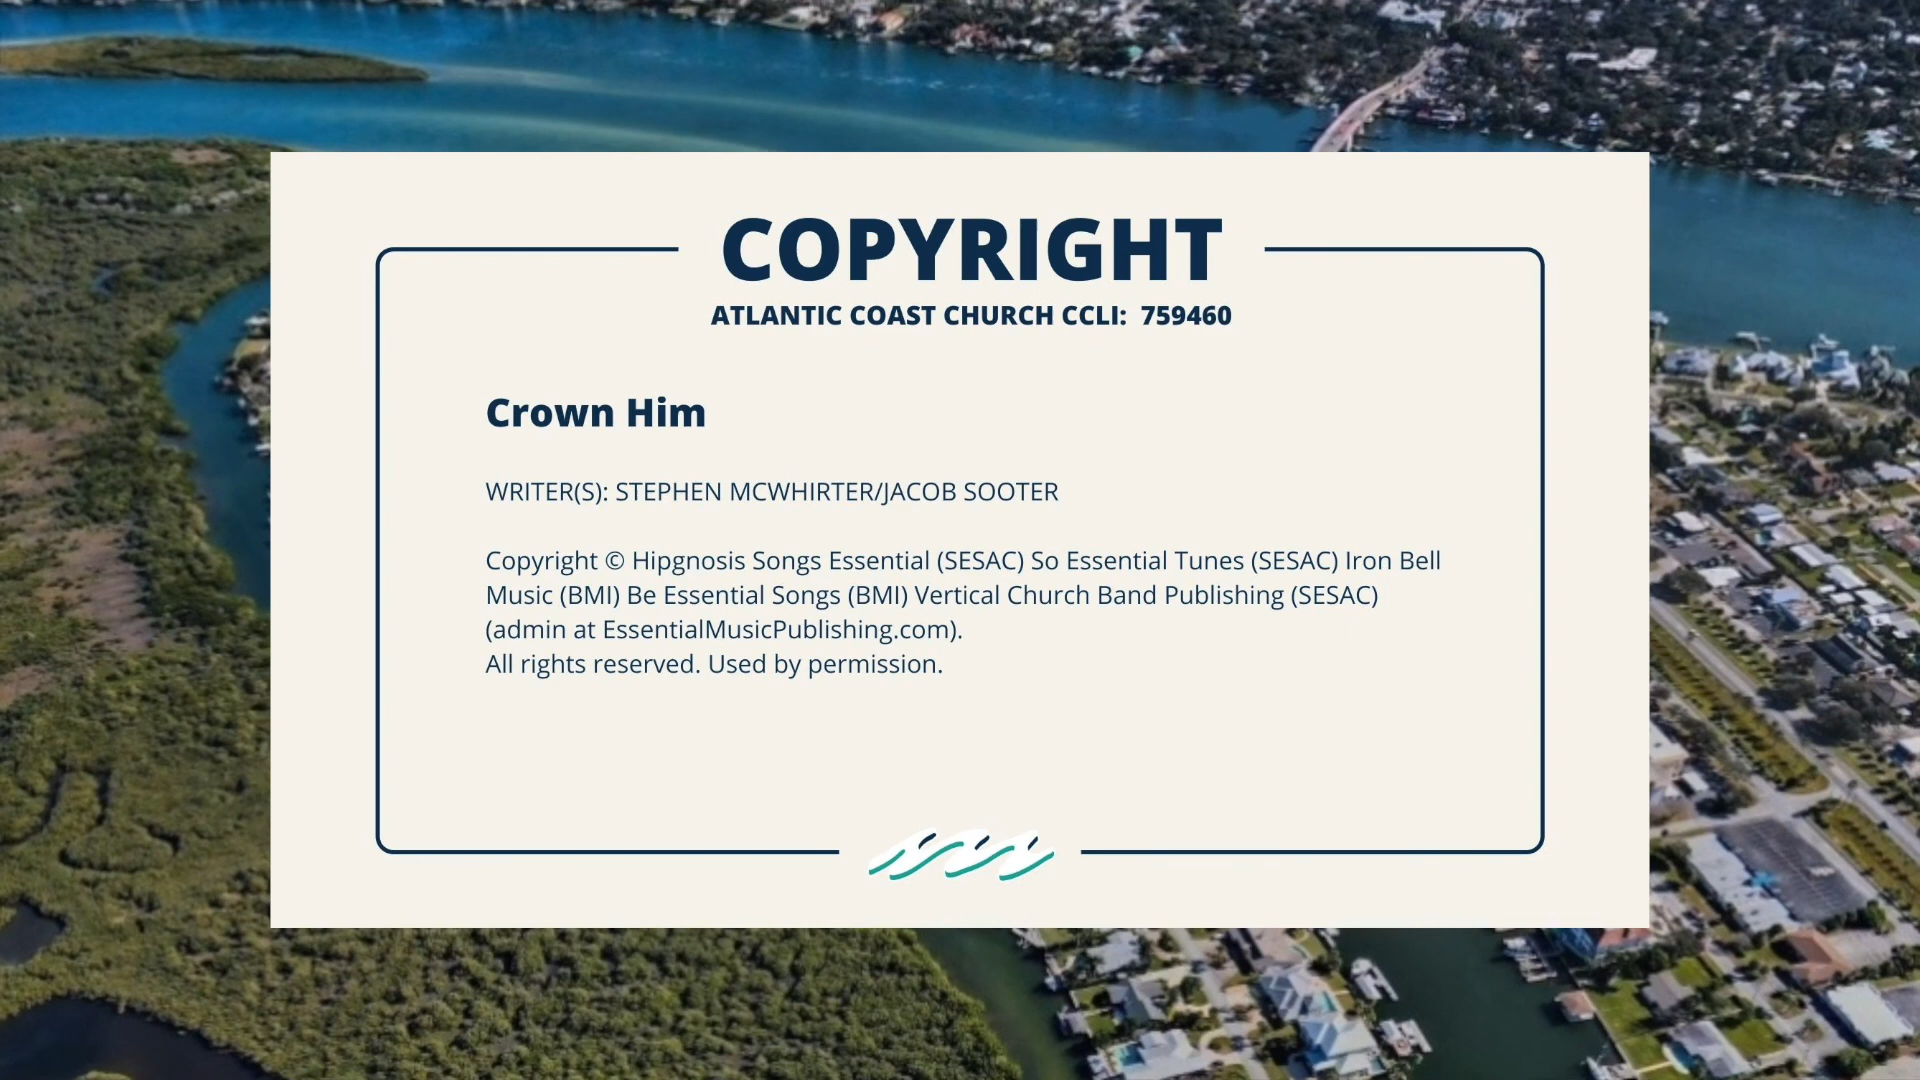 COPYRIGHT
ATLANTIC COAST CHURCH CCLI: 759460
Crown Him
WRITER(S): STEPHEN MCWHIRTER/JACOB SOOTER
Copyright © Hipgnosis Songs Essential (SESAC) So Essential Tunes (SESAC) Iron Bell
Music (BMI) Be Essential Songs (BMI) Vertical Church Band Publishing (SESAC)
(admin at EssentialMusicPublishing.com).
All rights reserved. Used by permission.